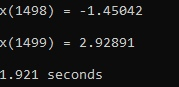 x(1498) = -1.45042
x(1499) = 2.92891
1.921 seconds